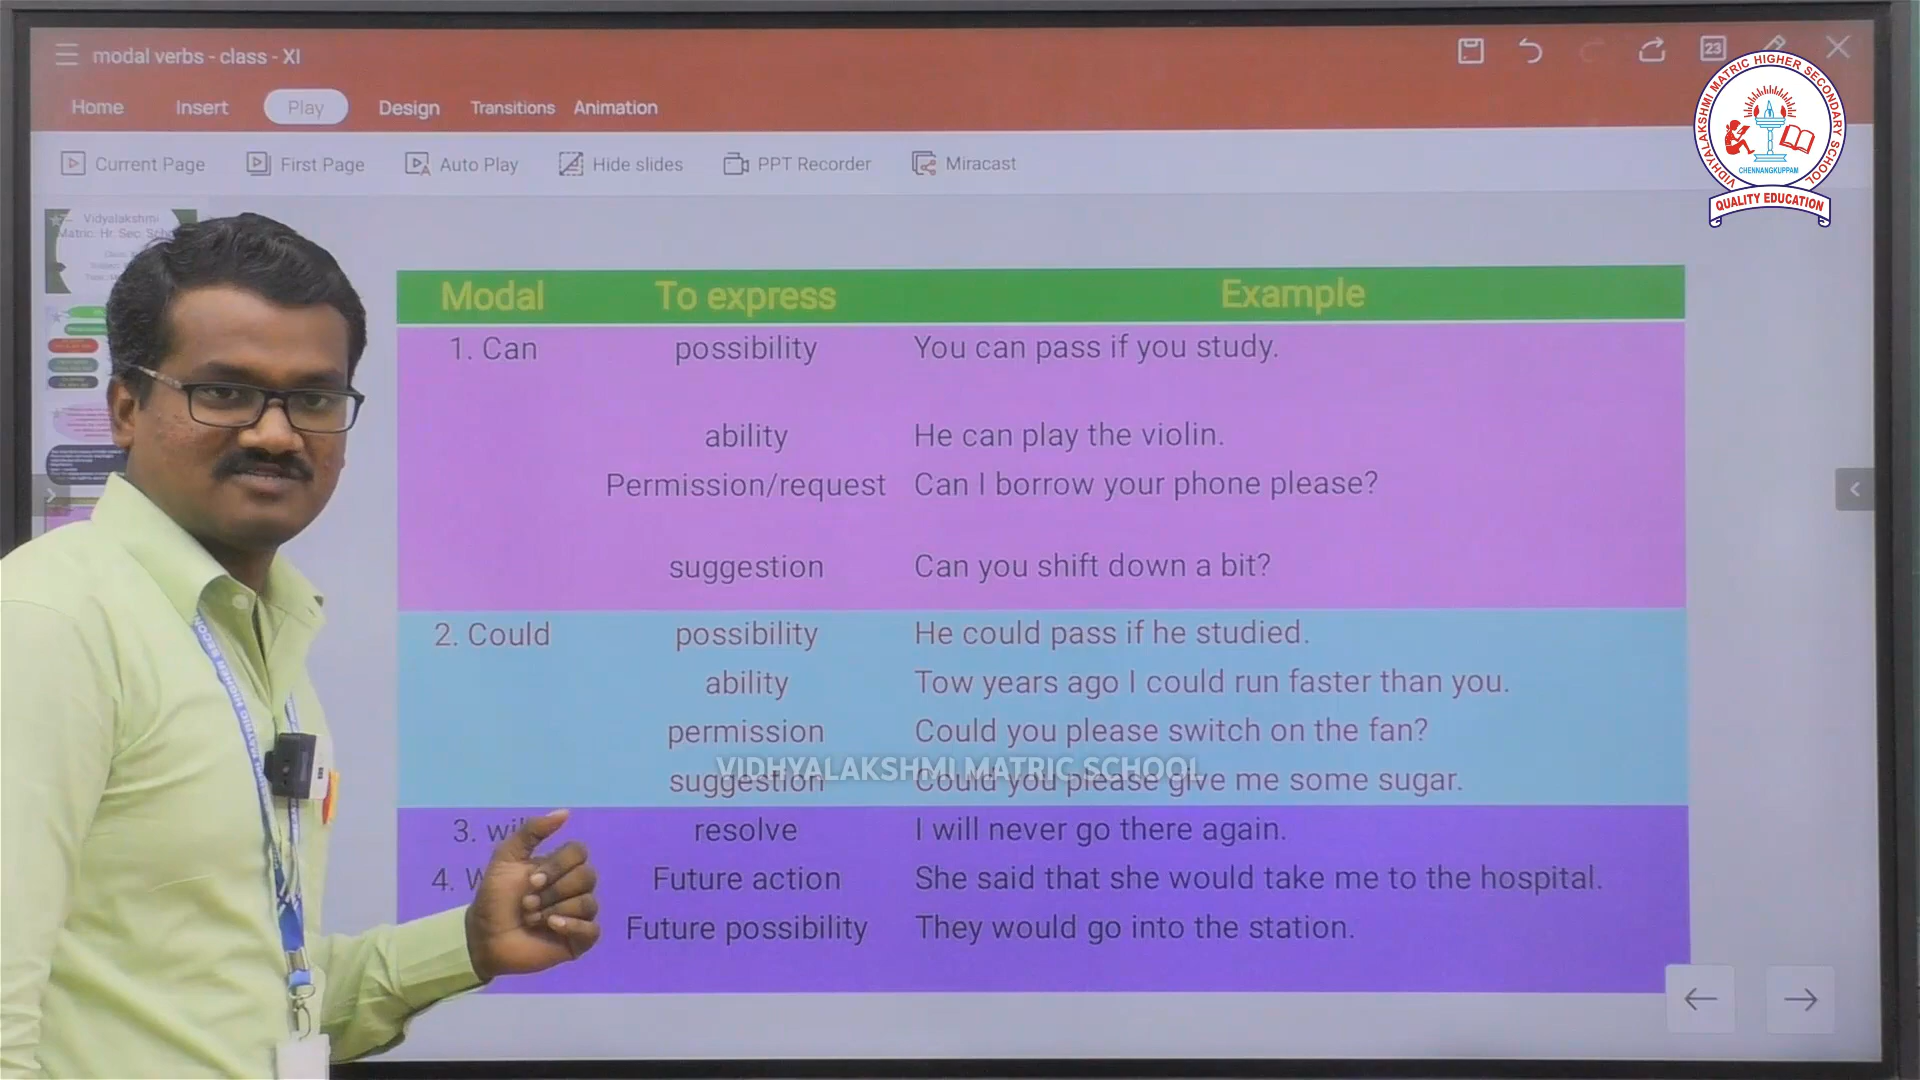 modal verbs - class - XI
23
Home Insert Play Design Transitions Animation
Current Page First Page Auto Play Hide slides PPT Recorder Miracast
VIDHYALAKSHMI MATRIC HIGHER SECONDARY SCHOOL
CHENNANGKUPPAM
QUALITY EDUCATION
Vidyalakshmi
Matric. Hr. Sec.
Modal To express Example
1. Can possibility You can pass if you study.
ability He can play the violin.
Permission/request Can I borrow your phone please?
suggestion Can you shift down a bit?
2. Could possibility He could pass if he studied.
ability Tow years ago I could run faster than you.
permission Could you please switch on the fan?
VIDHYALAKSHMI MATRIC SCHOOL
suggestion Could you please give me some sugar.
3. resolve I will never go there again.
4. Future action She said that she would take me to the hospital.
Future possibility They would go into the station.